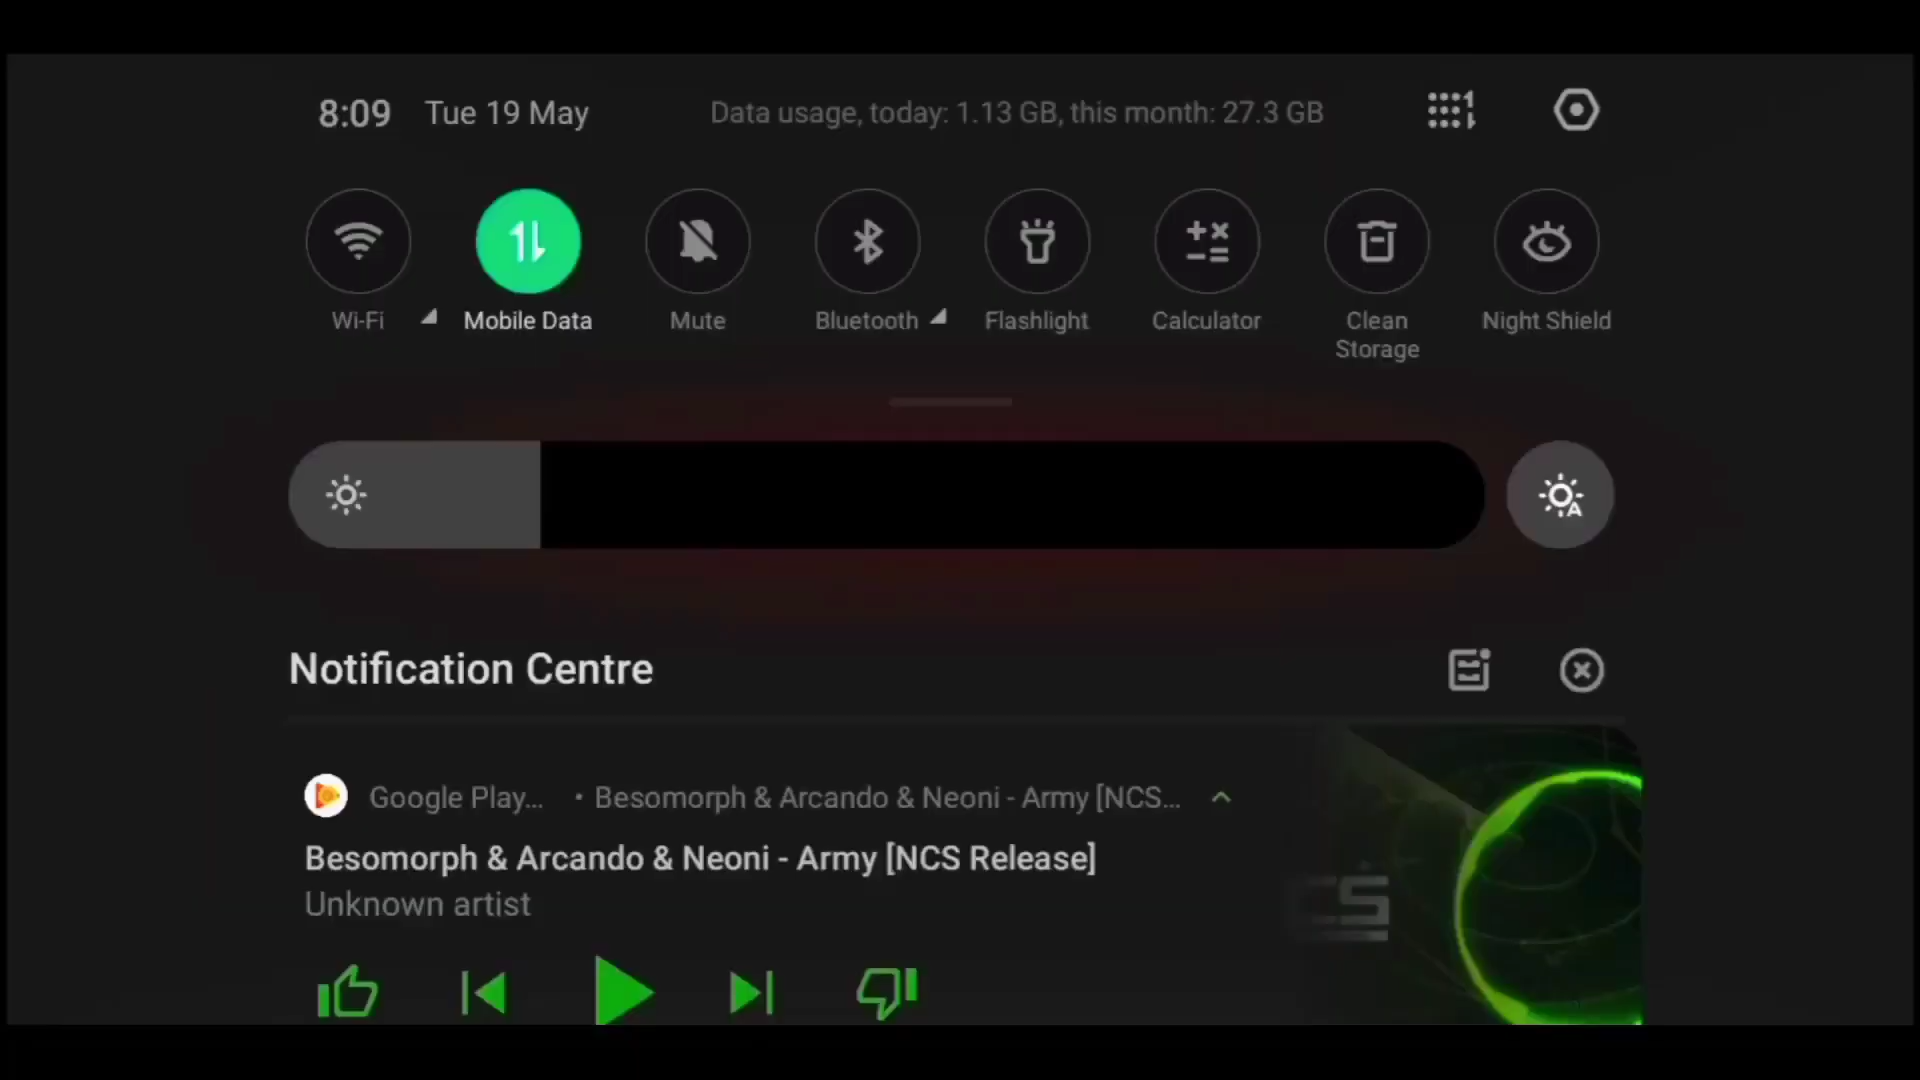 8:09 Tue 19 May Data usage, today: 1.13 GB, this month: 27.3 GB
Wi-Fi Mobile Data Mute Bluetooth Flashlight Calculator Clean Storage Night Shield
Notification Centre
Google Play... • Besomorph & Arcando & Neoni - Army [NCS...
Besomorph & Arcando & Neoni - Army [NCS Release]
Unknown artist
CS